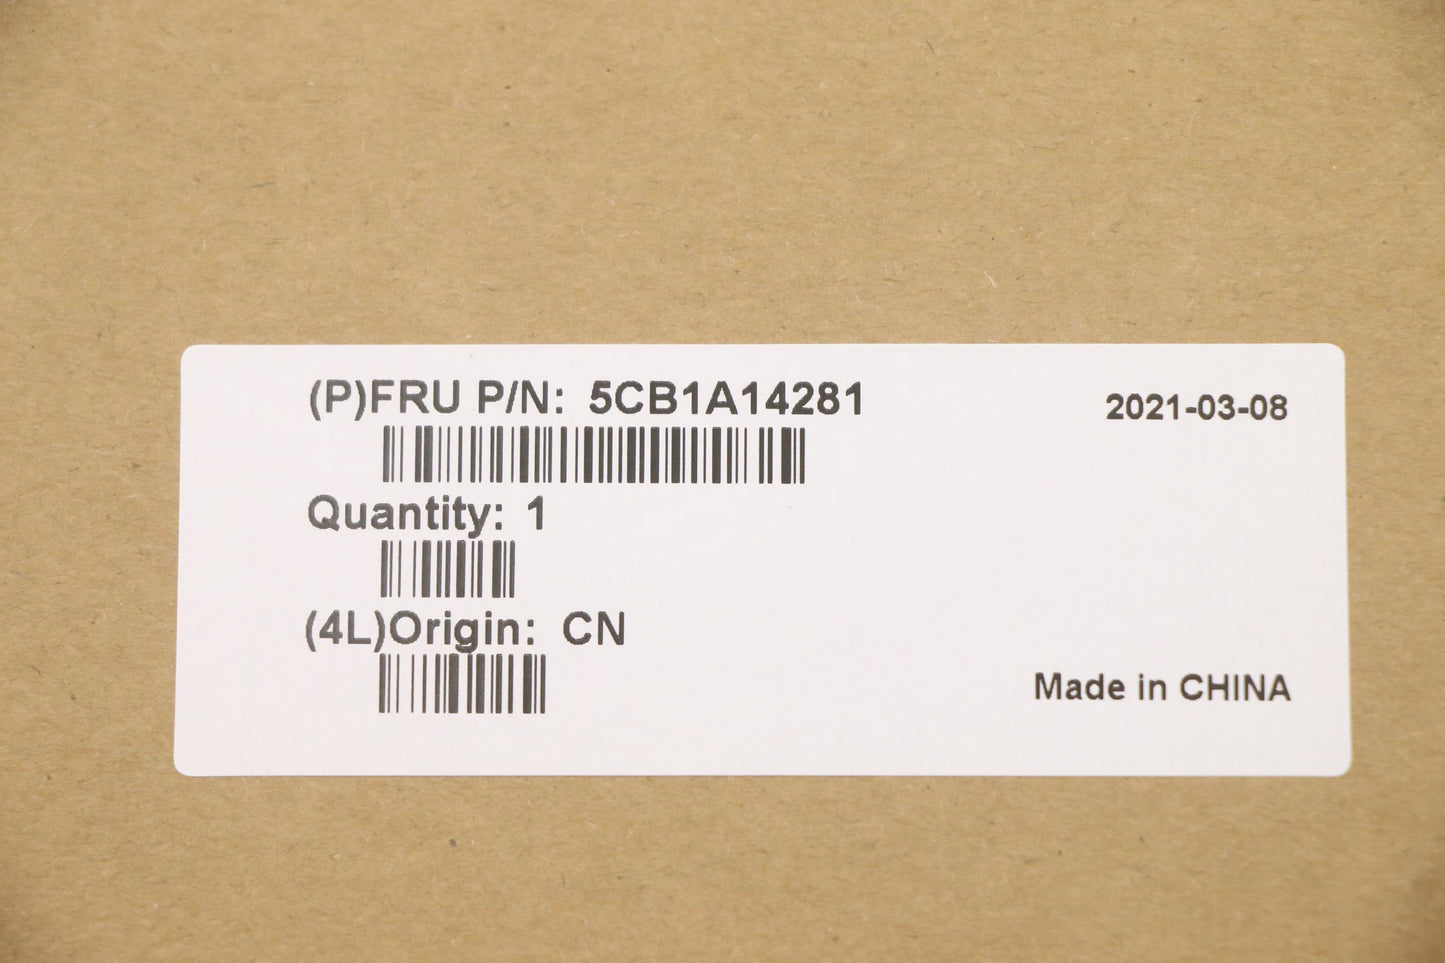 (P)FRU P/N: 5CB1A14281
2021-03-08
Quantity: 1
(4L)Origin: CN
Made in CHINA